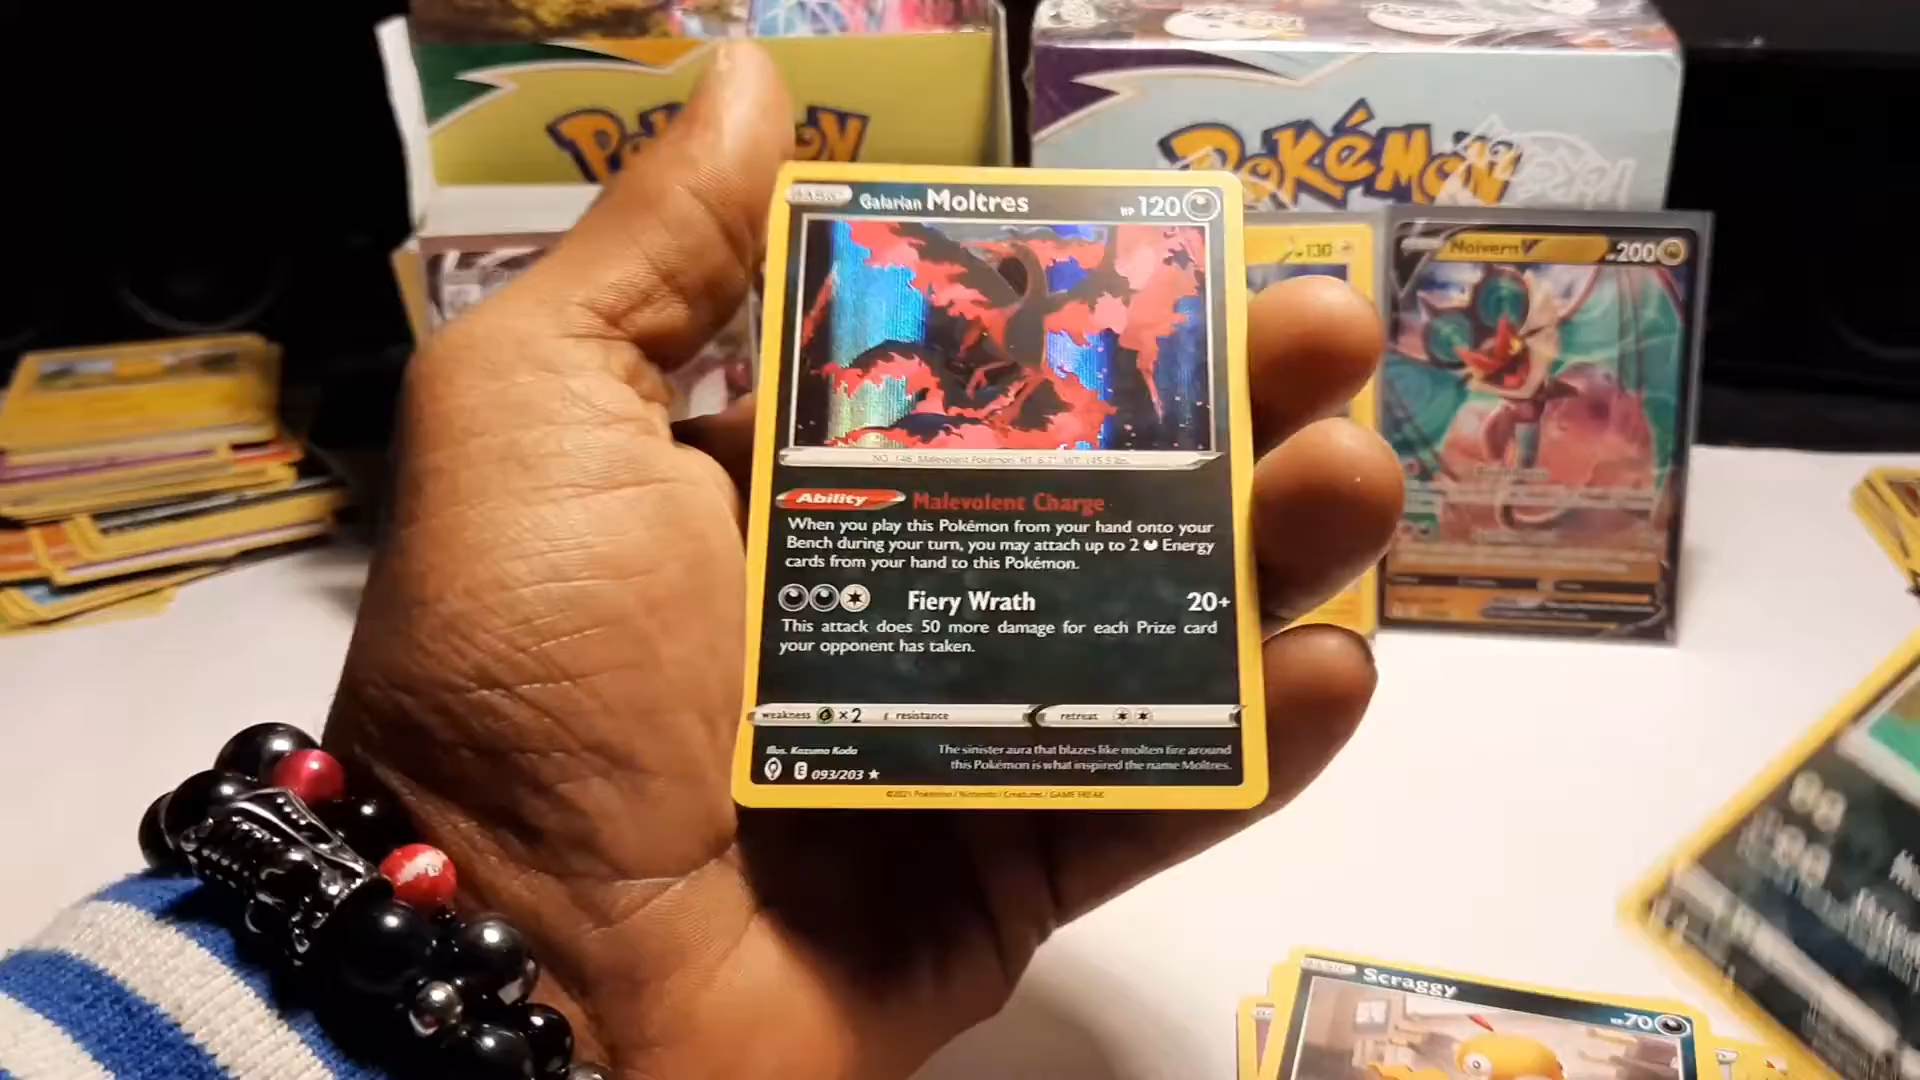 Pokémon
Pokémon
BASIC Galarian Moltres HP 120
NO. 146 Malevolent Pokémon HT: 6'7" WT: 145.5 lbs.
Ability Malevolent Charge
When you play this Pokémon from your hand onto your
Bench during your turn, you may attach up to 2 Energy
cards from your hand to this Pokémon.
Fiery Wrath 20+
This attack does 50 more damage for each Prize card
your opponent has taken.
weakness ×2 resistance retreat
Illus. Kazuma Koda
The sinister aura that blazes like molten fire around
this Pokémon is what inspired the name Moltres.
E 093/203
©2021 Pokémon / Nintendo / Creatures / GAME FREAK
130
Noivern V 200
BASIC Scraggy
HP 70